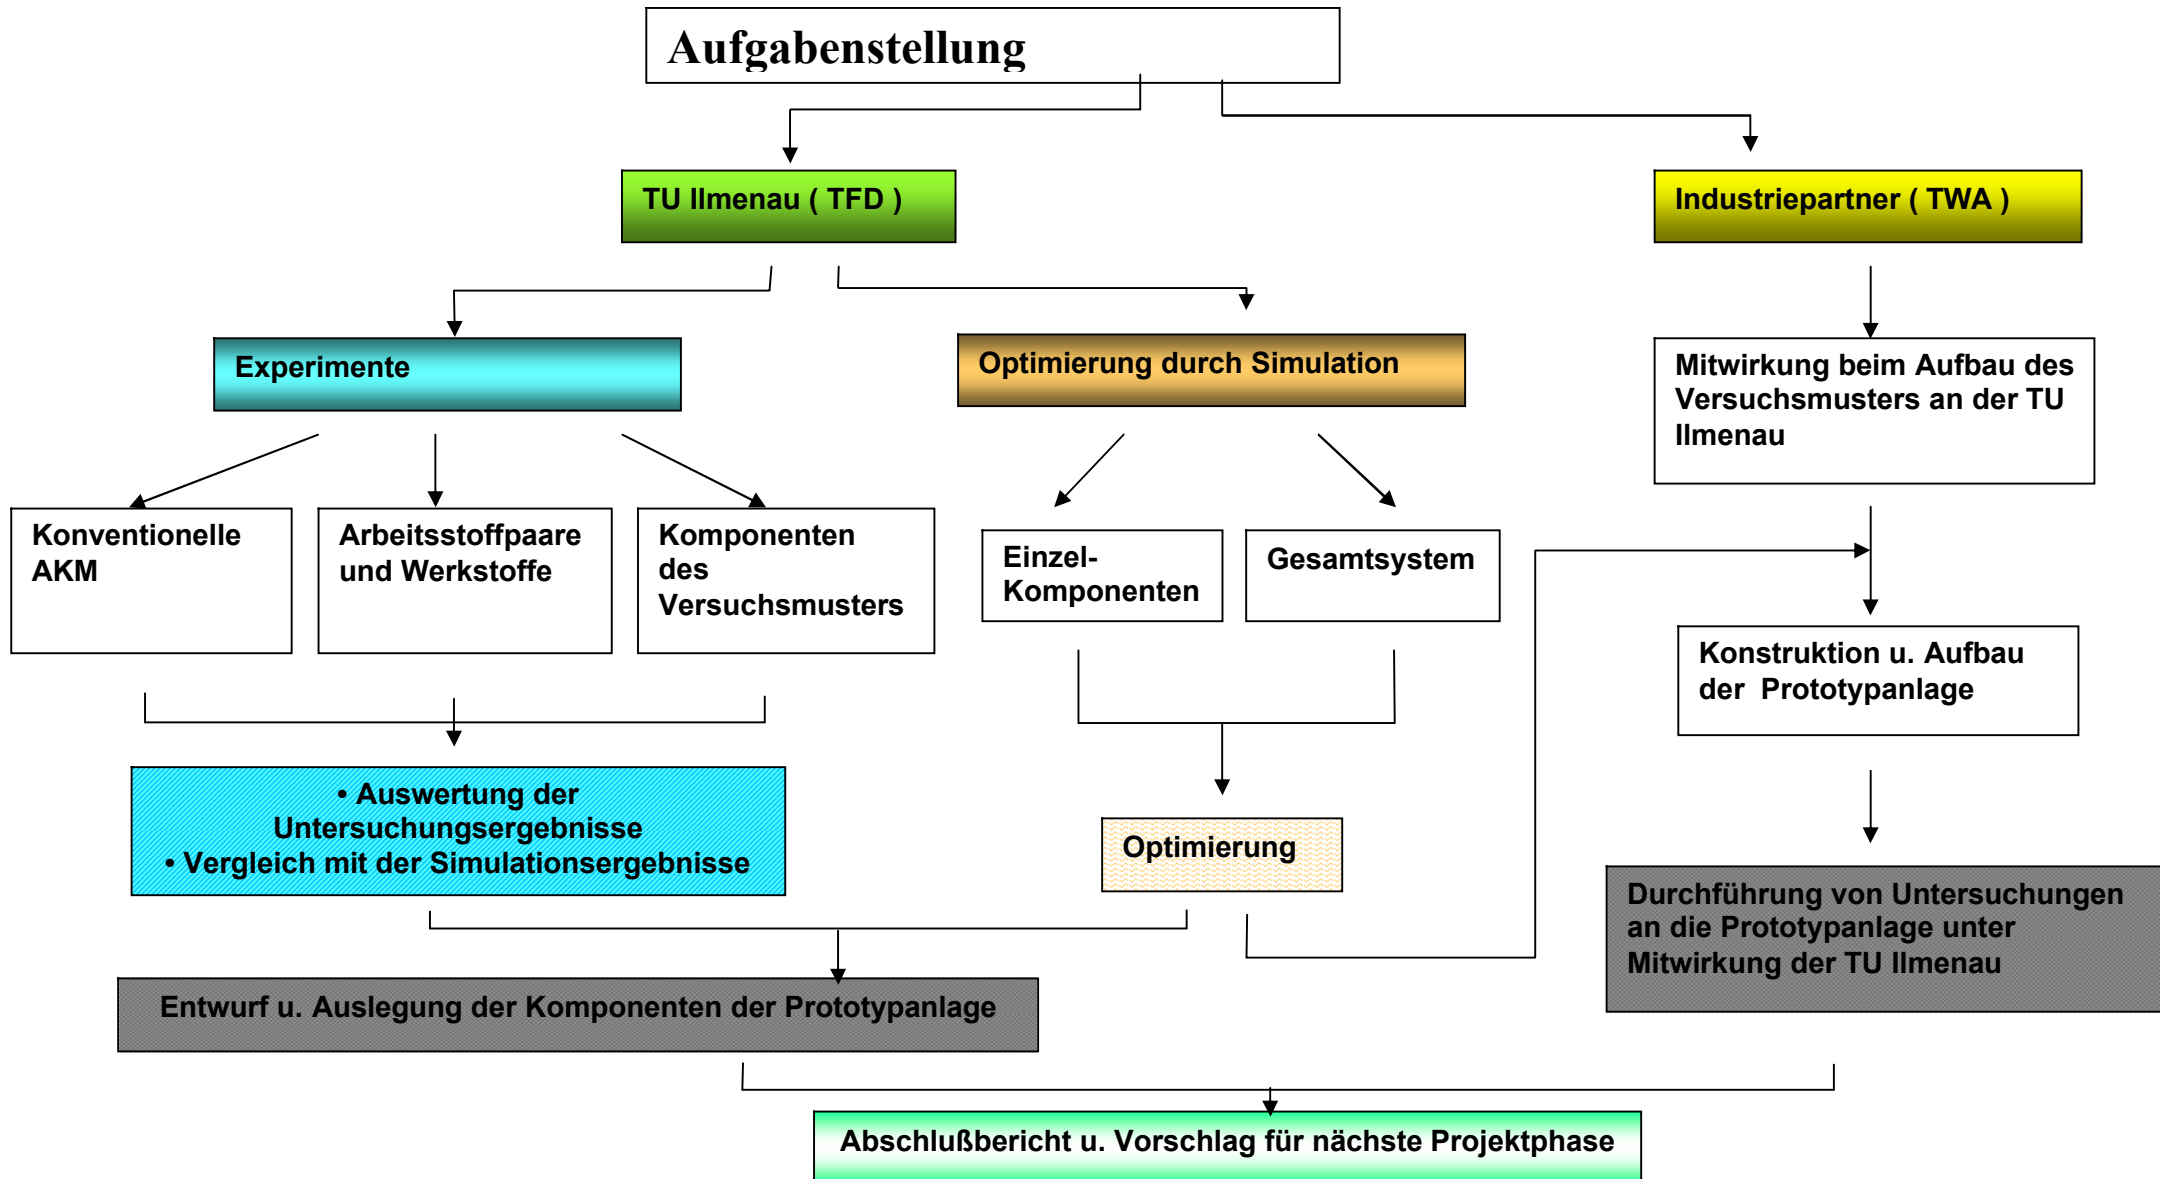 Aufgabenstellung
TU Ilmenau ( TFD )
Industriepartner ( TWA )
Experimente
Optimierung durch Simulation
Mitwirkung beim Aufbau des
Versuchsmusters an der TU
Ilmenau
Konventionelle
AKM
Arbeitsstoffpaare
und Werkstoffe
Komponenten
des
Versuchsmusters
Einzel-
Komponenten
Gesamtsystem
Konstruktion u. Aufbau
der Prototypanlage
• Auswertung der
Untersuchungsergebnisse
• Vergleich mit der Simulationsergebnisse
Optimierung
Durchführung von Untersuchungen
an die Prototypanlage unter
Mitwirkung der TU Ilmenau
Entwurf u. Auslegung der Komponenten der Prototypanlage
Abschlußbericht u. Vorschlag für nächste Projektphase